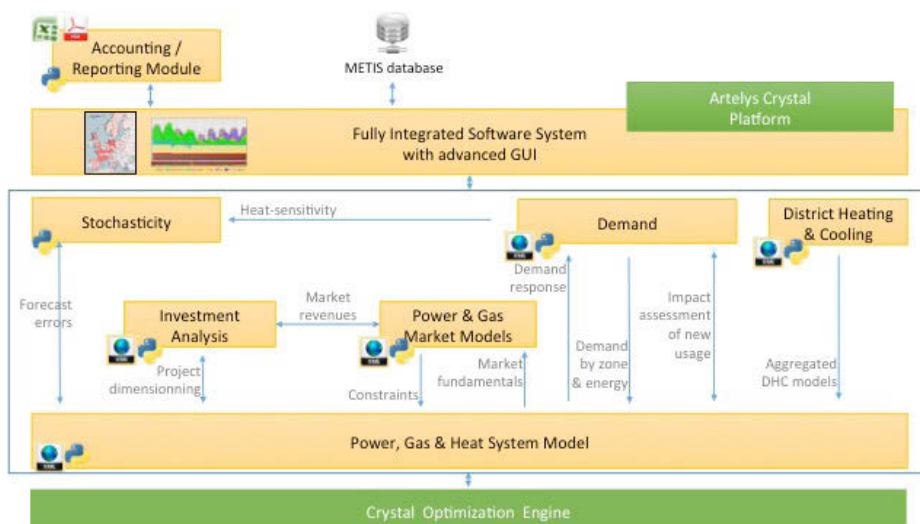 Accounting /
Reporting Module
METIS database
Artelys Crystal
Platform
Fully Integrated Software System
with advanced GUI
Stochasticity
Heat-sensitivity
Demand
District Heating
& Cooling
Forecast
errors
Investment
Analysis
Market
revenues
Power & Gas
Market Models
Demand
response
Impact
assessment
of new
usage
Project
dimensionning
Constraints
Market
fundamentals
Demand
by zone
& energy
Aggregated
DHC models
Power, Gas & Heat System Model
Crystal Optimization Engine